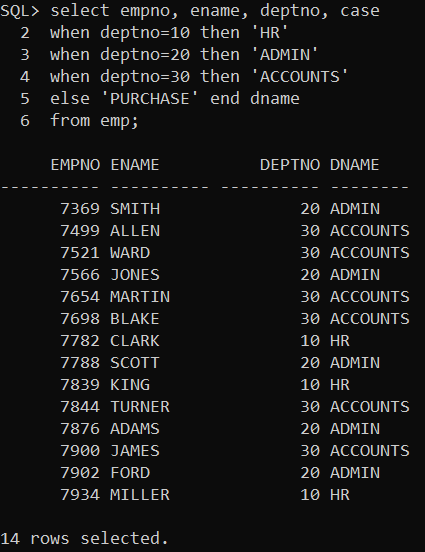 SQL> select empno, ename, deptno, case
  2  when deptno=10 then 'HR'
  3  when deptno=20 then 'ADMIN'
  4  when deptno=30 then 'ACCOUNTS'
  5  else 'PURCHASE' end dname
  6  from emp;

     EMPNO ENAME          DEPTNO DNAME
---------- ---------- ---------- --------
      7369 SMITH              20 ADMIN
      7499 ALLEN              30 ACCOUNTS
      7521 WARD               30 ACCOUNTS
      7566 JONES              20 ADMIN
      7654 MARTIN             30 ACCOUNTS
      7698 BLAKE              30 ACCOUNTS
      7782 CLARK              10 HR
      7788 SCOTT              20 ADMIN
      7839 KING               10 HR
      7844 TURNER             30 ACCOUNTS
      7876 ADAMS              20 ADMIN
      7900 JAMES              30 ACCOUNTS
      7902 FORD               20 ADMIN
      7934 MILLER             10 HR

14 rows selected.